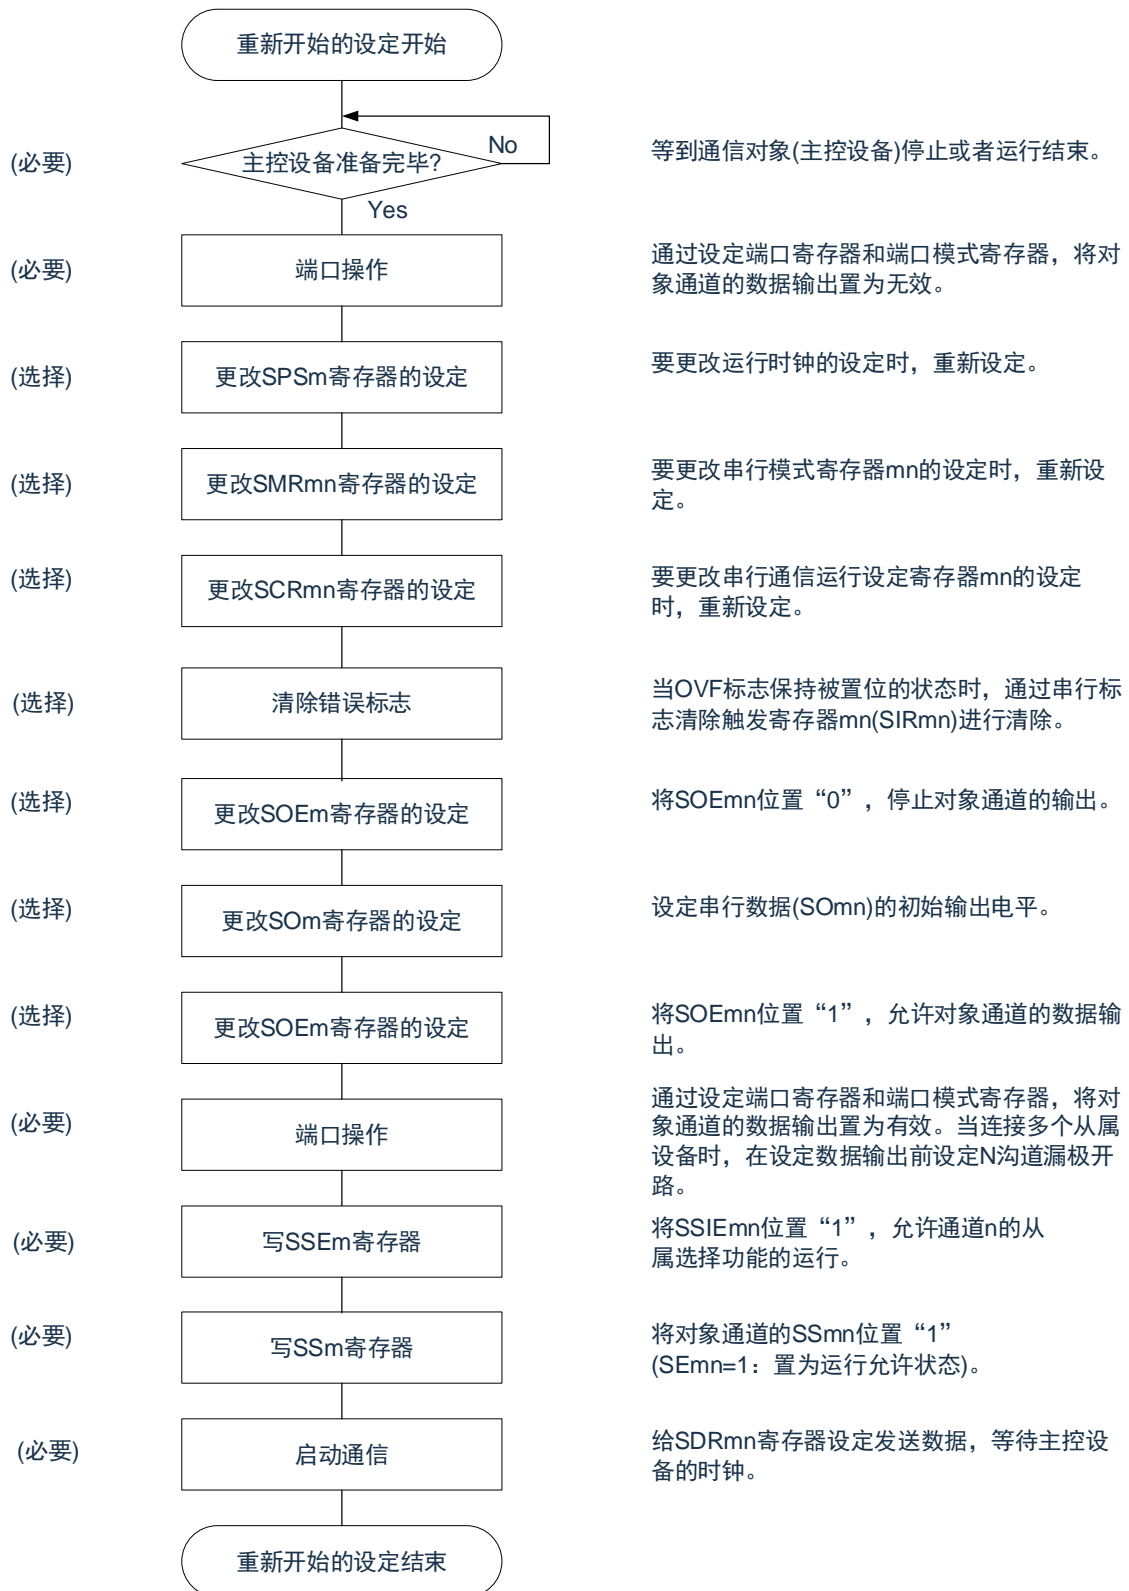 重新开始的设定开始
(必要)
主控设备准备完毕?
No
等到通信对象(主控设备)停止或者运行结束。
Yes
(必要)
端口操作
通过设定端口寄存器和端口模式寄存器，将对
象通道的数据输出置为无效。
(选择)
更改SPSm寄存器的设定
要更改运行时钟的设定时，重新设定。
(选择)
更改SMRmn寄存器的设定
要更改串行模式寄存器mn的设定时，重新设
定。
(选择)
更改SCRmn寄存器的设定
要更改串行通信运行设定寄存器mn的设定
时，重新设定。
(选择)
清除错误标志
当OVF标志保持被置位的状态时，通过串行标
志清除触发寄存器mn(SIRmn)进行清除。
(选择)
更改SOEm寄存器的设定
将SOEmn位置“0”，停止对象通道的输出。
(选择)
更改SOm寄存器的设定
设定串行数据(SOmn)的初始输出电平。
(选择)
更改SOEm寄存器的设定
将SOEmn位置“1”，允许对象通道的数据输
出。
(必要)
端口操作
通过设定端口寄存器和端口模式寄存器，将对
象通道的数据输出置为有效。当连接多个从属
设备时，在设定数据输出前设定N沟道漏极开
路。
(必要)
写SSEm寄存器
将SSIEmn位置“1”，允许通道n的从
属选择功能的运行。
(必要)
写SSm寄存器
将对象通道的SSmn位置“1”
(SEmn=1：置为运行允许状态)。
(必要)
启动通信
给SDRmn寄存器设定发送数据，等待主控设
备的时钟。
重新开始的设定结束